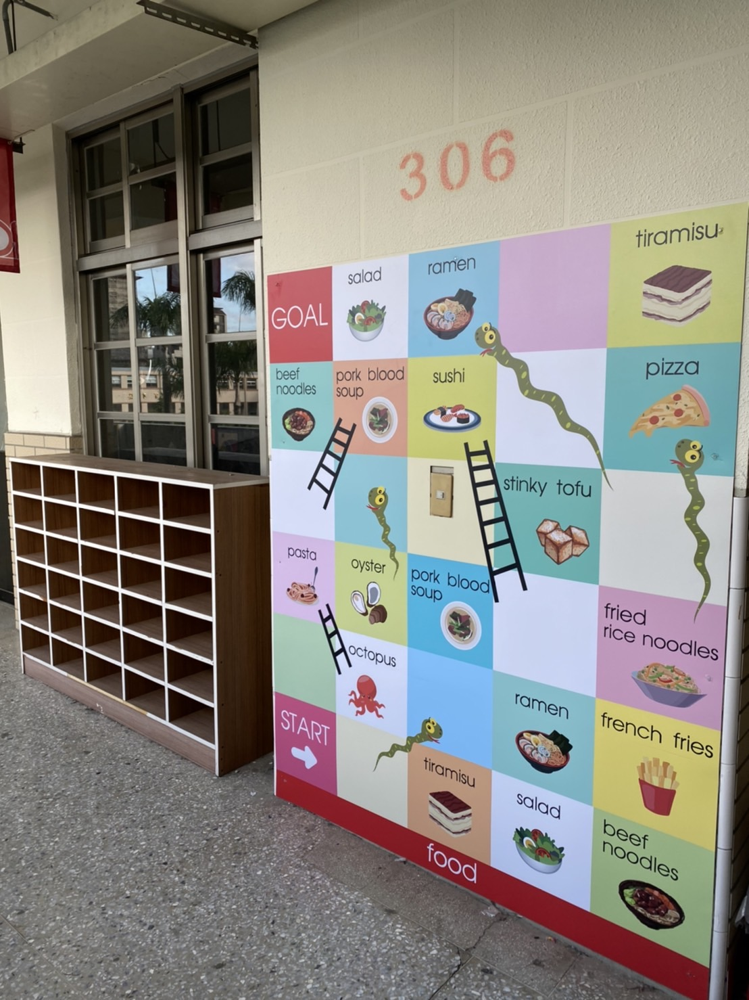 306
GOAL
salad
ramen
tiramisu
beef
noodles
pork blood
soup
sushi
pizza
stinky tofu
pasta
oyster
pork blood
soup
fried
rice noodles
octopus
START
ramen
french fries
tiramisu
salad
beef
noodles
food